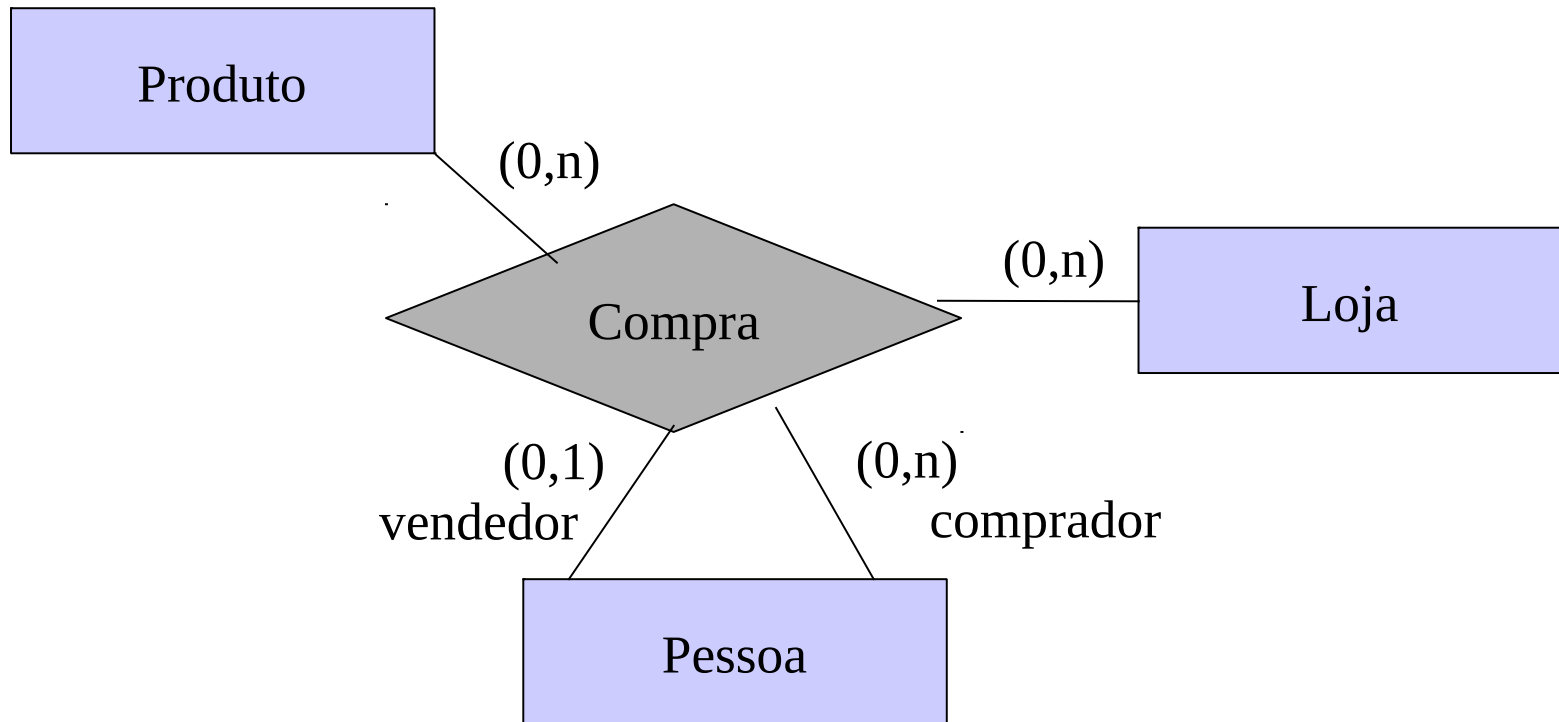 Produto
(0,n)
(0,n)
Loja
Compra
(0,1)
vendedor
(0,n)
comprador
Pessoa